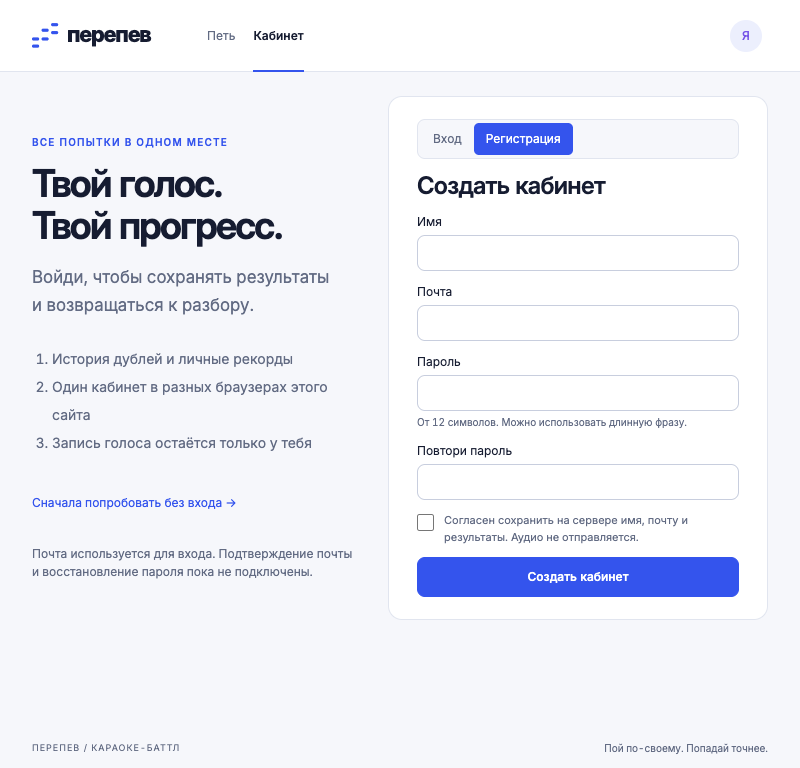 перепев
Петь
Кабинет
Я
ВСЕ ПОПЫТКИ В ОДНОМ МЕСТЕ
Твой голос.
Твой прогресс.
Войди, чтобы сохранять результаты
и возвращаться к разбору.
1. История дублей и личные рекорды
2. Один кабинет в разных браузерах этого
сайта
3. Запись голоса остаётся только у тебя
Сначала попробовать без входа →
Почта используется для входа. Подтверждение почты
и восстановление пароля пока не подключены.
Вход
Регистрация
Создать кабинет
Имя
Почта
Пароль
От 12 символов. Можно использовать длинную фразу.
Повтори пароль
Согласен сохранить на сервере имя, почту и
результаты. Аудио не отправляется.
Создать кабинет
ПЕРЕПЕВ / КАРАОКЕ-БАТТЛ
Пой по-своему. Попадай точнее.